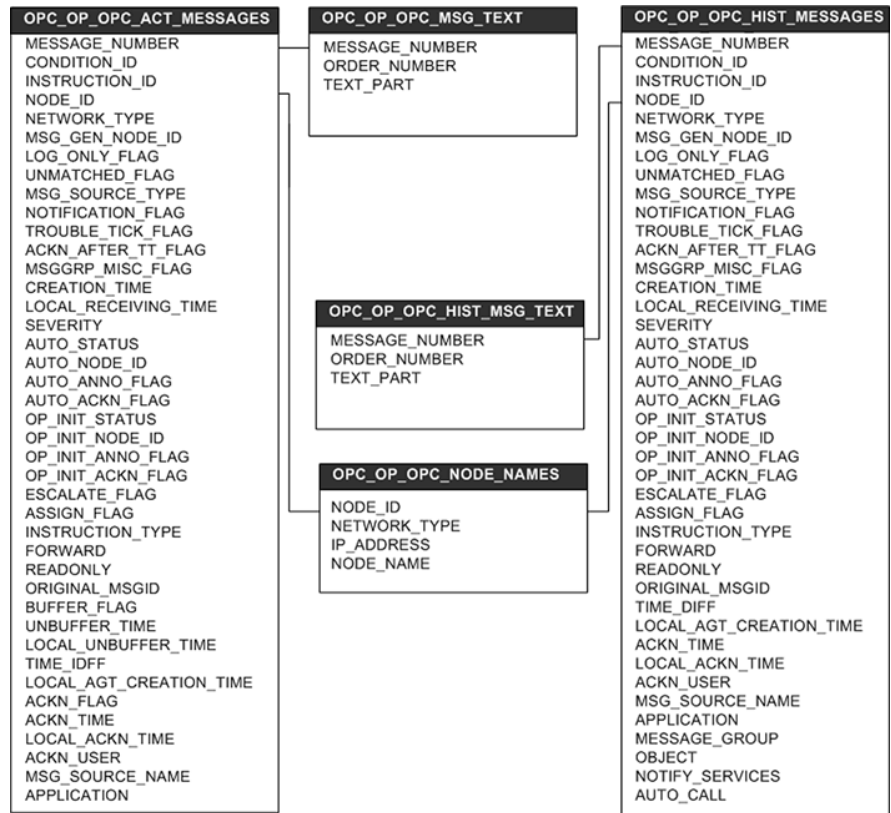 OPC_OP_OPC_ACT_MESSAGES
MESSAGE_NUMBER
CONDITION_ID
INSTRUCTION_ID
NODE_ID
NETWORK_TYPE
MSG_GEN_NODE_ID
LOG_ONLY_FLAG
UNMATCHED_FLAG
MSG_SOURCE_TYPE
NOTIFICATION_FLAG
TROUBLE_TICK_FLAG
ACKN_AFTER_TT_FLAG
MSGGRP_MISC_FLAG
CREATION_TIME
LOCAL_RECEIVING_TIME
SEVERITY
AUTO_STATUS
AUTO_NODE_ID
AUTO_ANNO_FLAG
AUTO_ACKN_FLAG
OP_INIT_STATUS
OP_INIT_NODE_ID
OP_INIT_ANNO_FLAG
OP_INIT_ACKN_FLAG
ESCALATE_FLAG
ASSIGN_FLAG
INSTRUCTION_TYPE
FORWARD
READONLY
ORIGINAL_MSGID
BUFFER_FLAG
UNBUFFER_TIME
LOCAL_UNBUFFER_TIME
TIME_IDFF
LOCAL_AGT_CREATION_TIME
ACKN_FLAG
ACKN_TIME
LOCAL_ACKN_TIME
ACKN_USER
MSG_SOURCE_NAME
APPLICATION
OPC_OP_OPC_MSG_TEXT
MESSAGE_NUMBER
ORDER_NUMBER
TEXT_PART
OPC_OP_OPC_HIST_MSG_TEXT
MESSAGE_NUMBER
ORDER_NUMBER
TEXT_PART
OPC_OP_OPC_NODE_NAMES
NODE_ID
NETWORK_TYPE
IP_ADDRESS
NODE_NAME
OPC_OP_OPC_HIST_MESSAGES
MESSAGE_NUMBER
CONDITION_ID
INSTRUCTION_ID
NODE_ID
NETWORK_TYPE
MSG_GEN_NODE_ID
LOG_ONLY_FLAG
UNMATCHED_FLAG
MSG_SOURCE_TYPE
NOTIFICATION_FLAG
TROUBLE_TICK_FLAG
ACKN_AFTER_TT_FLAG
MSGGRP_MISC_FLAG
CREATION_TIME
LOCAL_RECEIVING_TIME
SEVERITY
AUTO_STATUS
AUTO_NODE_ID
AUTO_ANNO_FLAG
AUTO_ACKN_FLAG
OP_INIT_STATUS
OP_INIT_NODE_ID
OP_INIT_ANNO_FLAG
OP_INIT_ACKN_FLAG
ESCALATE_FLAG
ASSIGN_FLAG
INSTRUCTION_TYPE
FORWARD
READONLY
ORIGINAL_MSGID
TIME_DIFF
LOCAL_AGT_CREATION_TIME
ACKN_TIME
LOCAL_ACKN_TIME
ACKN_USER
MSG_SOURCE_NAME
APPLICATION
MESSAGE_GROUP
OBJECT
NOTIFY_SERVICES
AUTO_CALL